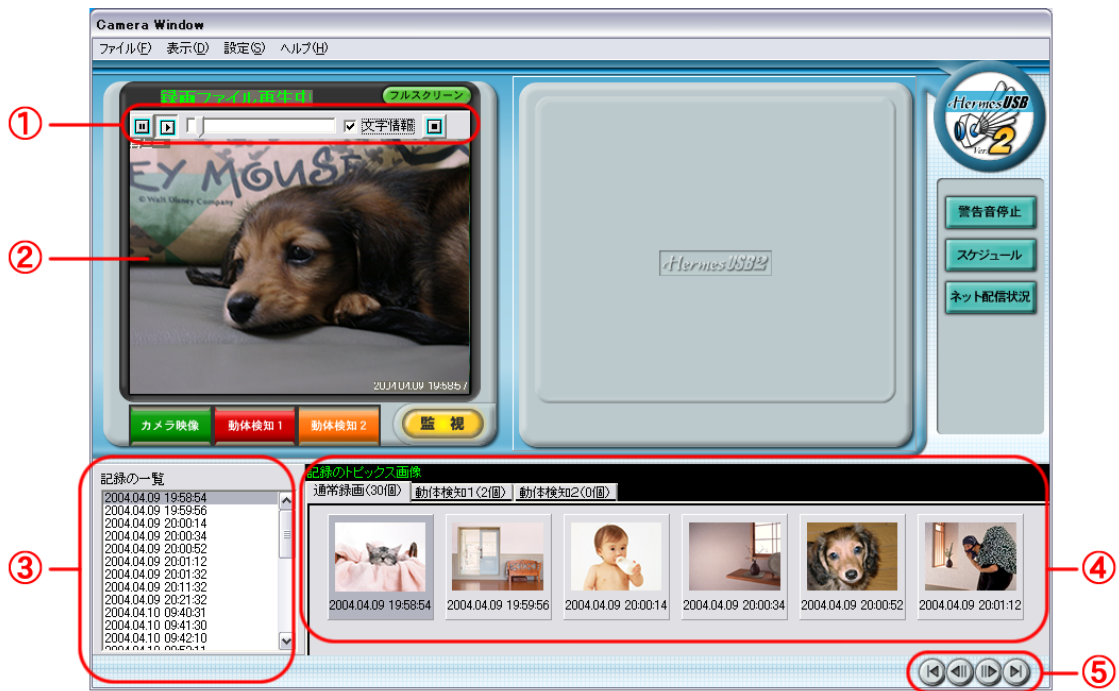 Camera Window
ファイル(F) 表示(D) 設定(S) ヘルプ(H)
録画ファイル再生中
フルスクリーン
①
文字情報
EY MOUSE
© Walt Disney Company
②
2004.04.09 19:58:57
カメラ映像
動体検知1
動体検知2
監視
HermesUSB2
HermesUSB
Ver.2
警告音停止
スケジュール
ネット配信状況
③
記録の一覧
2004.04.09 19:58:54
2004.04.09 19:59:56
2004.04.09 20:00:14
2004.04.09 20:00:34
2004.04.09 20:00:52
2004.04.09 20:01:12
2004.04.09 20:01:32
2004.04.09 20:11:32
2004.04.09 20:21:32
2004.04.10 09:40:31
2004.04.10 09:41:30
2004.04.10 09:42:10
記録のトピックス画像
通常録画(30個) 動体検知1(2個) 動体検知2(0個)
2004.04.09 19:58:54
2004.04.09 19:59:56
2004.04.09 20:00:14
2004.04.09 20:00:34
2004.04.09 20:00:52
2004.04.09 20:01:12
④
⑤